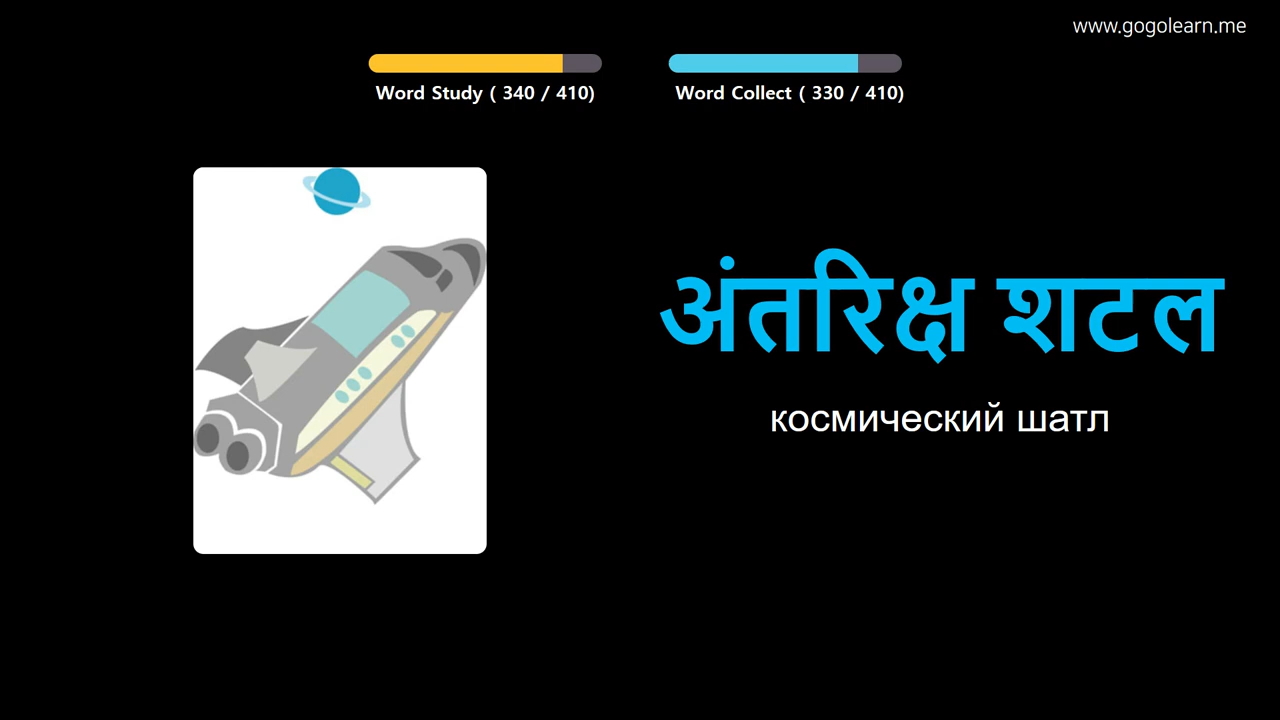 www.gogolearn.me
Word Study ( 340 / 410)
Word Collect ( 330 / 410)
अंतरिक्ष शटल
космический шатл